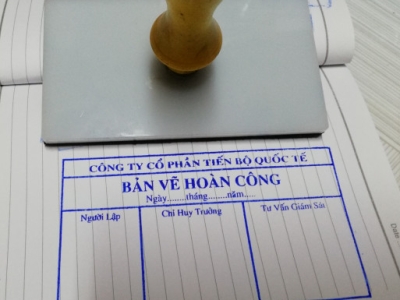 CÔNG TY CỔ PHẦN TIẾN BỘ QUỐC TẾ
BẢN VẼ HOÀN CÔNG
Ngày.......tháng.......năm.....
Người Lập
Chỉ Huy Trưởng
Tư Vấn Giám Sát